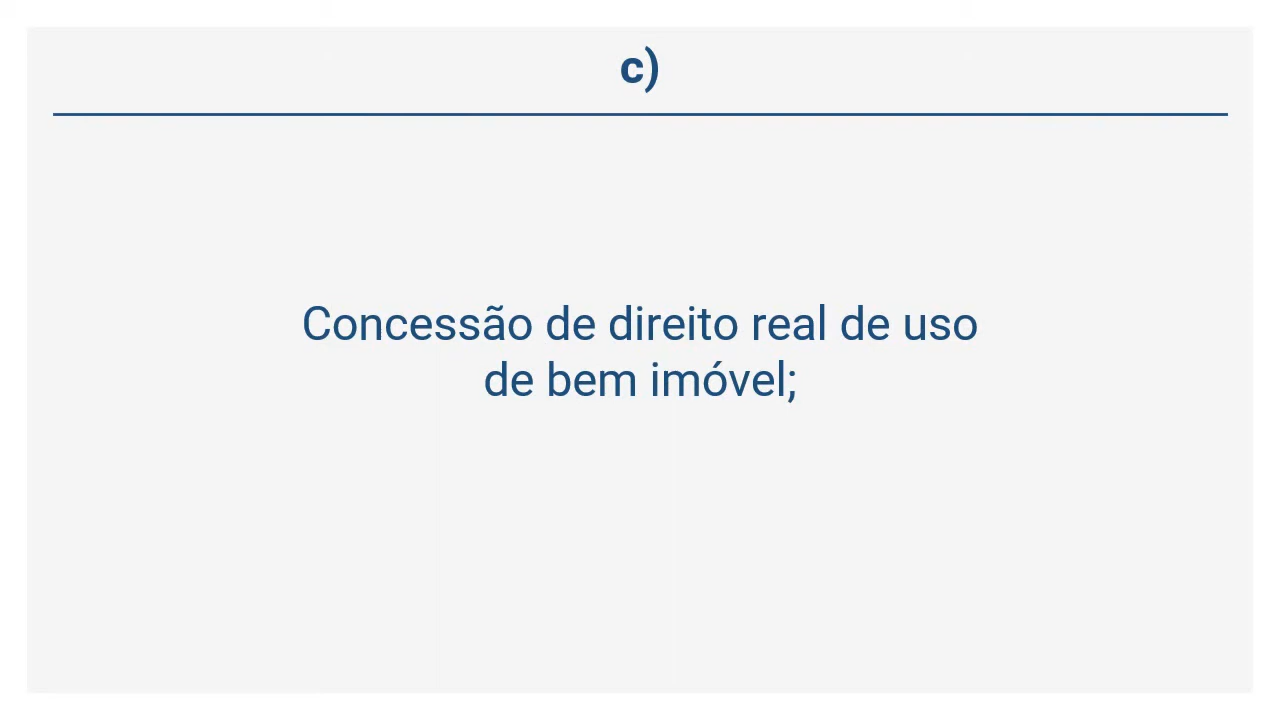 c)
Concessão de direito real de uso
de bem imóvel;